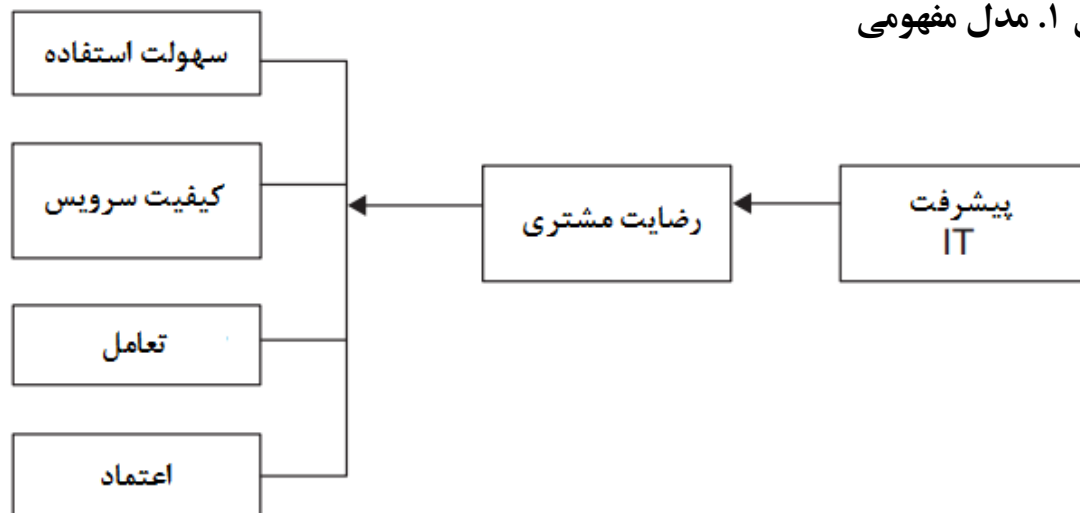 ۱. مدل مفهومی
سهولت استفاده
کیفیت سرویس
تعامل
اعتماد
رضایت مشتری
پیشرفت
IT